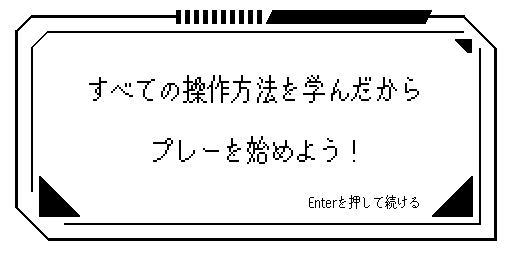 すべての操作方法を学んだから
プレーを始めよう！
Enterを押して続ける